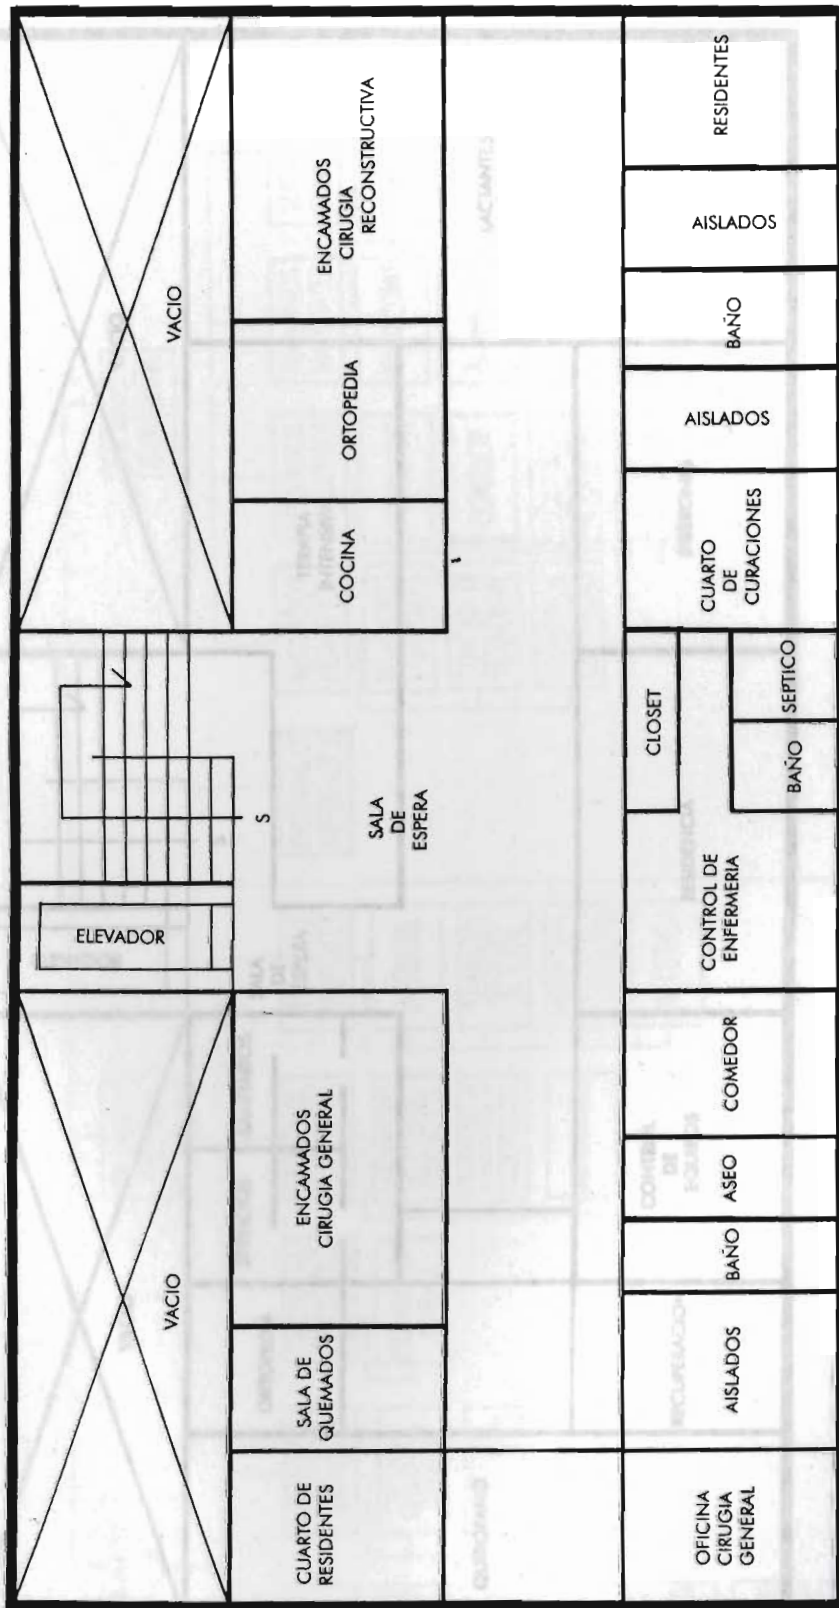 VACIO
ELEVADOR
S
VACIO
CUARTO DE
RESIDENTES
SALA DE
QUEMADOS
ENCAMADOS
CIRUGIA GENERAL
SALA
DE
ESPERA
COCINA
ORTOPEDIA
ENCAMADOS
CIRUGIA
RECONSTRUCTIVA
OFICINA
CIRUGIA
GENERAL
AISLADOS
BAÑO
ASEO
COMEDOR
CONTROL DE
ENFERMERIA
CLOSET
BAÑO
SEPTICO
CUARTO
DE
CURACIONES
AISLADOS
BAÑO
AISLADOS
RESIDENTES